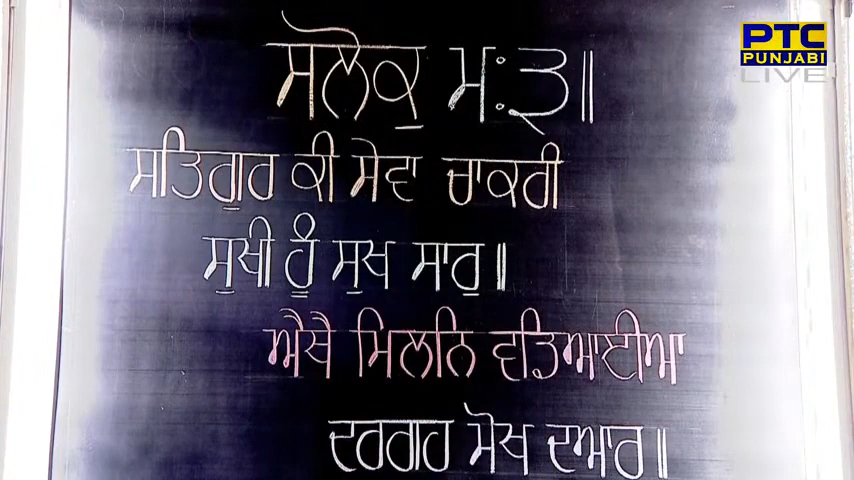 PTC
PUNJABI
LIVE
ਸਲੋਕੁ ਮਃ੩॥
ਸਤਿਗੁਰ ਕੀ ਸੇਵਾ ਚਾਕਰੀ
ਸੁਖੀ ਹੂੰ ਸੁਖ ਸਾਰੁ॥
ਐਥੈ ਮਿਲਨਿ ਵਡਿਆਈਆ
ਦਰਗਹ ਮੋਖ ਦੁਆਰੁ॥